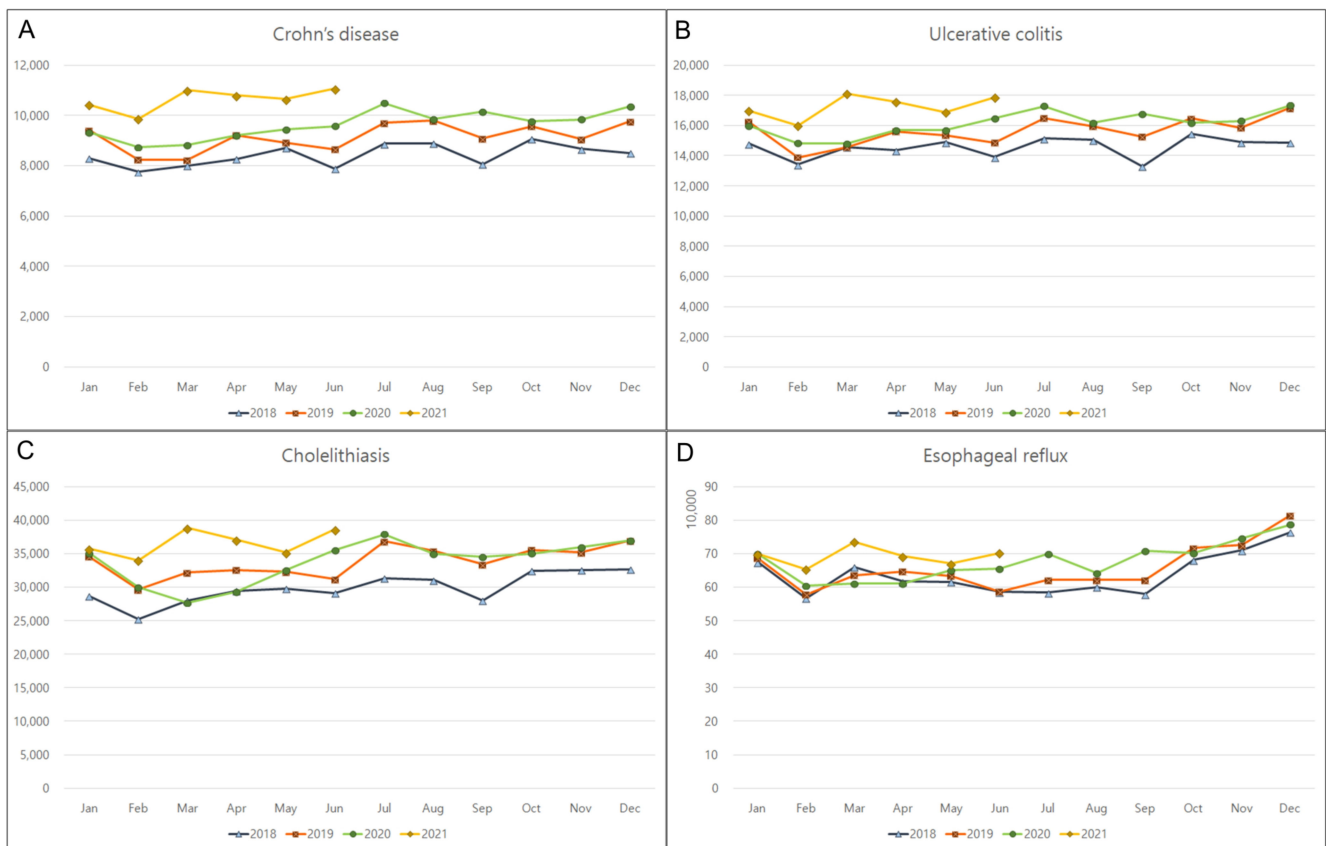 A
Crohn's disease
12,000
10,000
8,000
6,000
4,000
2,000
0
Jan Feb Mar Apr May Jun Jul Aug Sep Oct Nov Dec
2018 2019 2020 2021
B
Ulcerative colitis
20,000
18,000
16,000
14,000
12,000
10,000
8,000
6,000
4,000
2,000
0
Jan Feb Mar Apr May Jun Jul Aug Sep Oct Nov Dec
2018 2019 2020 2021
C
Cholelithiasis
45,000
40,000
35,000
30,000
25,000
20,000
15,000
10,000
5,000
0
Jan Feb Mar Apr May Jun Jul Aug Sep Oct Nov Dec
2018 2019 2020 2021
D
Esophageal reflux
10,000
90
80
70
60
50
40
30
20
10
0
Jan Feb Mar Apr May Jun Jul Aug Sep Oct Nov Dec
2018 2019 2020 2021